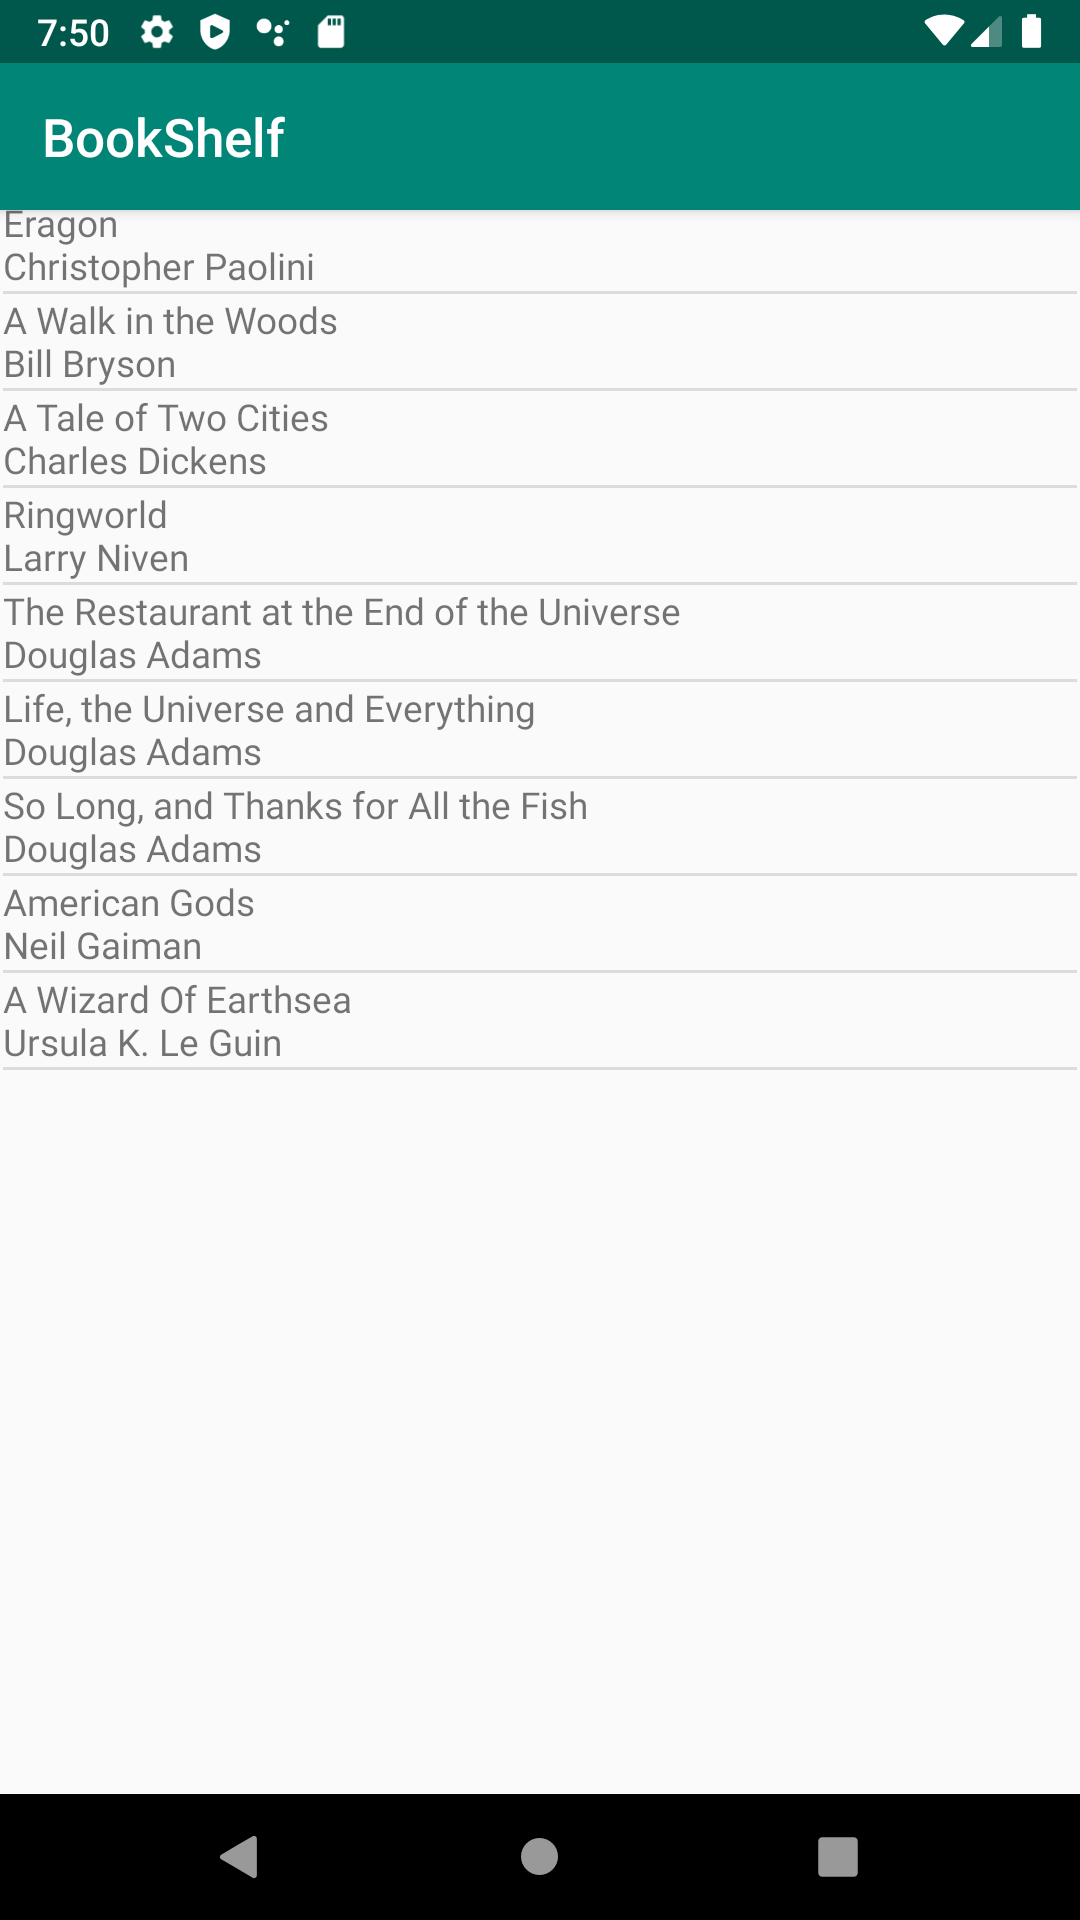 7:50
BookShelf
Eragon
Christopher Paolini
A Walk in the Woods
Bill Bryson
A Tale of Two Cities
Charles Dickens
Ringworld
Larry Niven
The Restaurant at the End of the Universe
Douglas Adams
Life, the Universe and Everything
Douglas Adams
So Long, and Thanks for All the Fish
Douglas Adams
American Gods
Neil Gaiman
A Wizard Of Earthsea
Ursula K. Le Guin